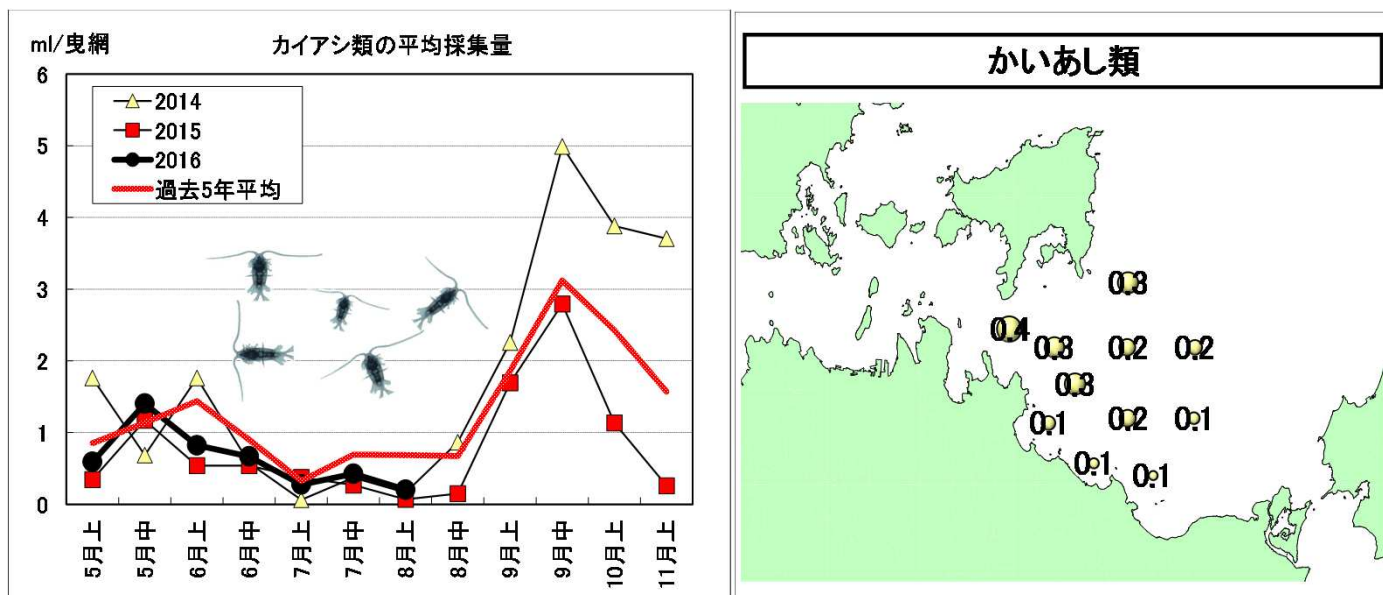 ml/曳網
カイアシ類の平均採集量
6
5
4
3
2
1
0
2014
2015
2016
過去5年平均
5月上
5月中
6月上
6月中
7月上
7月中
8月上
8月中
9月上
9月中
10月上
11月上
かいあし類
0.3
0.4
0.3
0.2
0.2
0.3
0.1
0.2
0.1
0.1
0.1